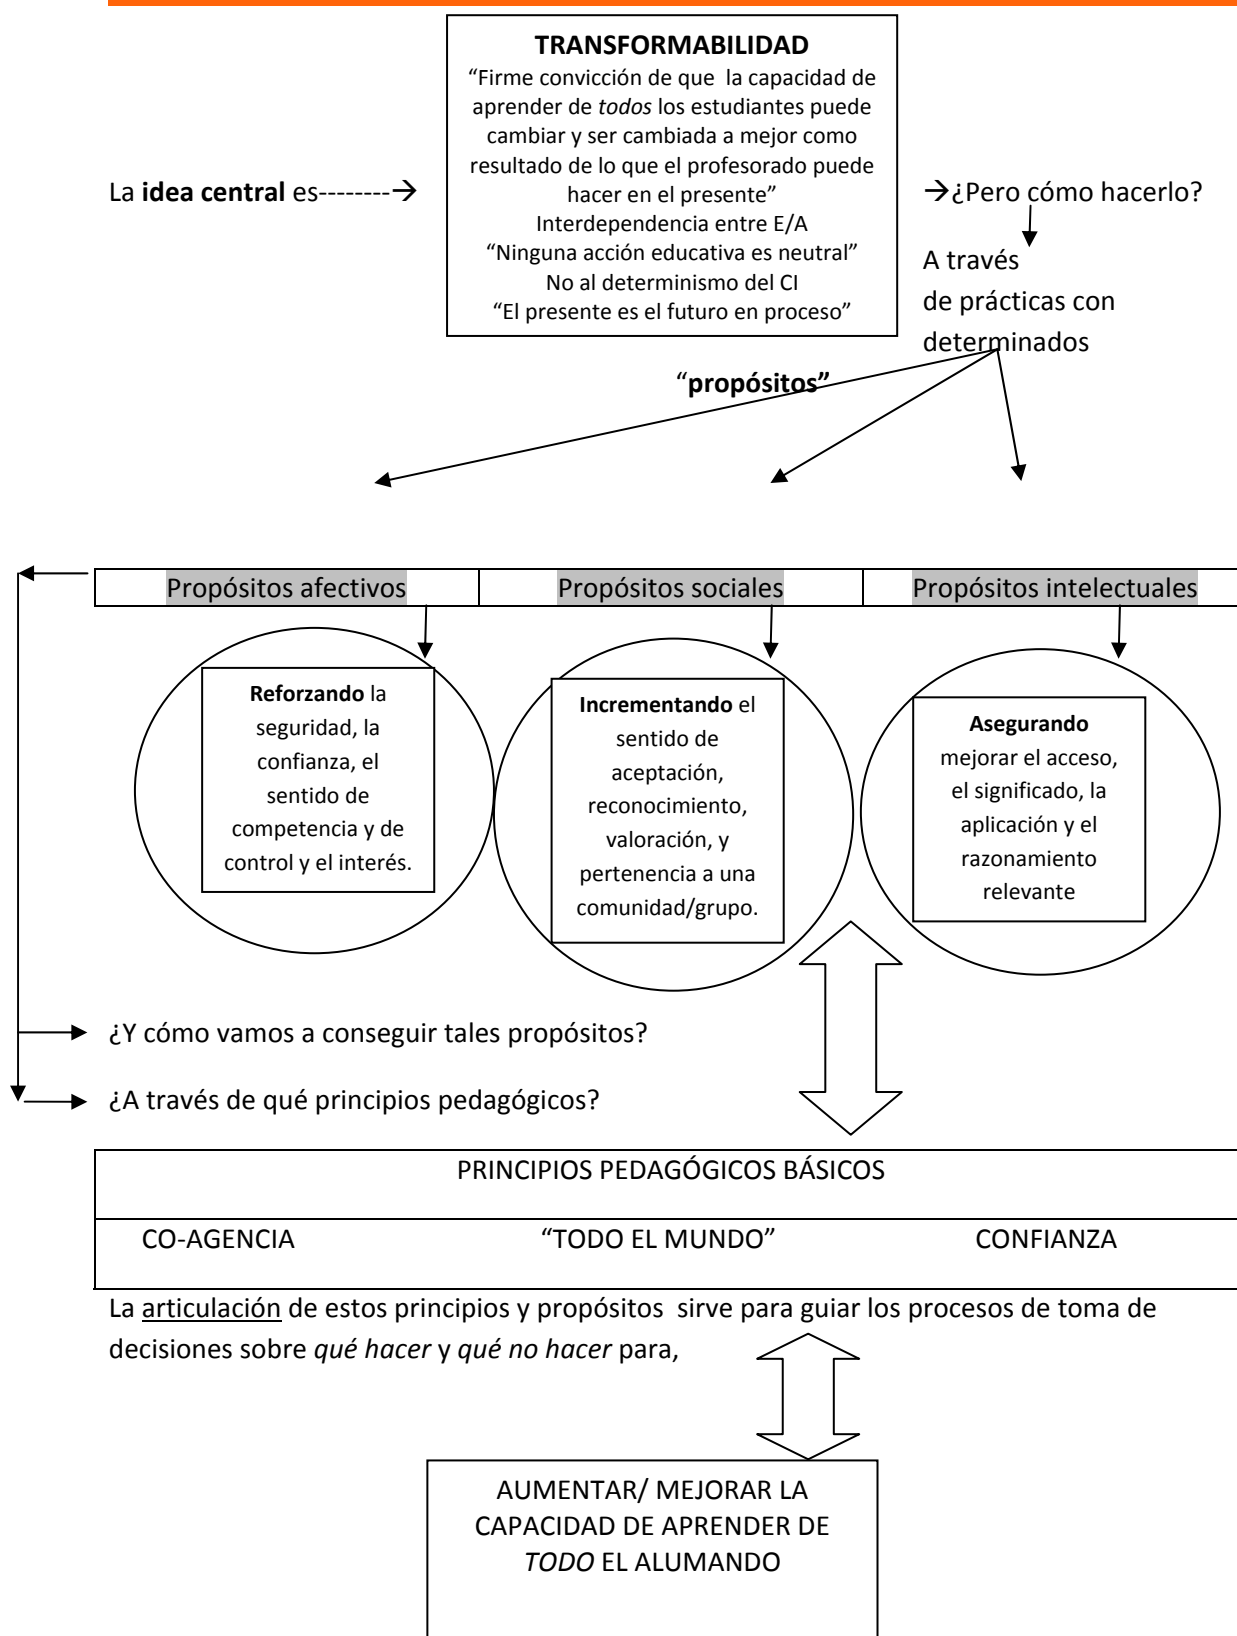 TRANSFORMABILIDAD
“Firme convicción de que la capacidad de
aprender de todos los estudiantes puede
cambiar y ser cambiada a mejor como
resultado de lo que el profesorado puede
hacer en el presente”
Interdependencia entre E/A
“Ninguna acción educativa es neutral”
No al determinismo del CI
“El presente es el futuro en proceso”
La idea central es--------→
→¿Pero cómo hacerlo?
A través
de prácticas con
determinados
“propósitos”
Propósitos afectivos
Propósitos sociales
Propósitos intelectuales
Reforzando la
seguridad, la
confianza, el
sentido de
competencia y de
control y el interés.
Incrementando el
sentido de
aceptación,
reconocimiento,
valoración, y
pertenencia a una
comunidad/grupo.
Asegurando
mejorar el acceso,
el significado, la
aplicación y el
razonamiento
relevante
¿Y cómo vamos a conseguir tales propósitos?
¿A través de qué principios pedagógicos?
PRINCIPIOS PEDAGÓGICOS BÁSICOS
CO-AGENCIA
“TODO EL MUNDO”
CONFIANZA
La articulación de estos principios y propósitos sirve para guiar los procesos de toma de
decisiones sobre qué hacer y qué no hacer para,
AUMENTAR/ MEJORAR LA
CAPACIDAD DE APRENDER DE
TODO EL ALUMANDO